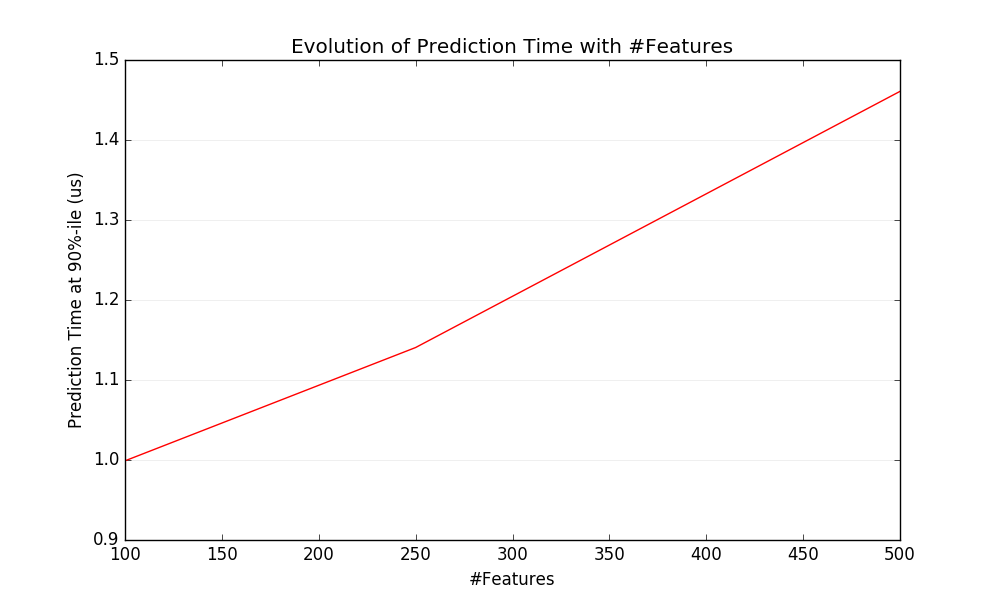 Evolution of Prediction Time with #Features
1.5
1.4
1.3
1.2
1.1
1.0
0.9
Prediction Time at 90%-ile (us)
100 150 200 250 300 350 400 450 500
#Features